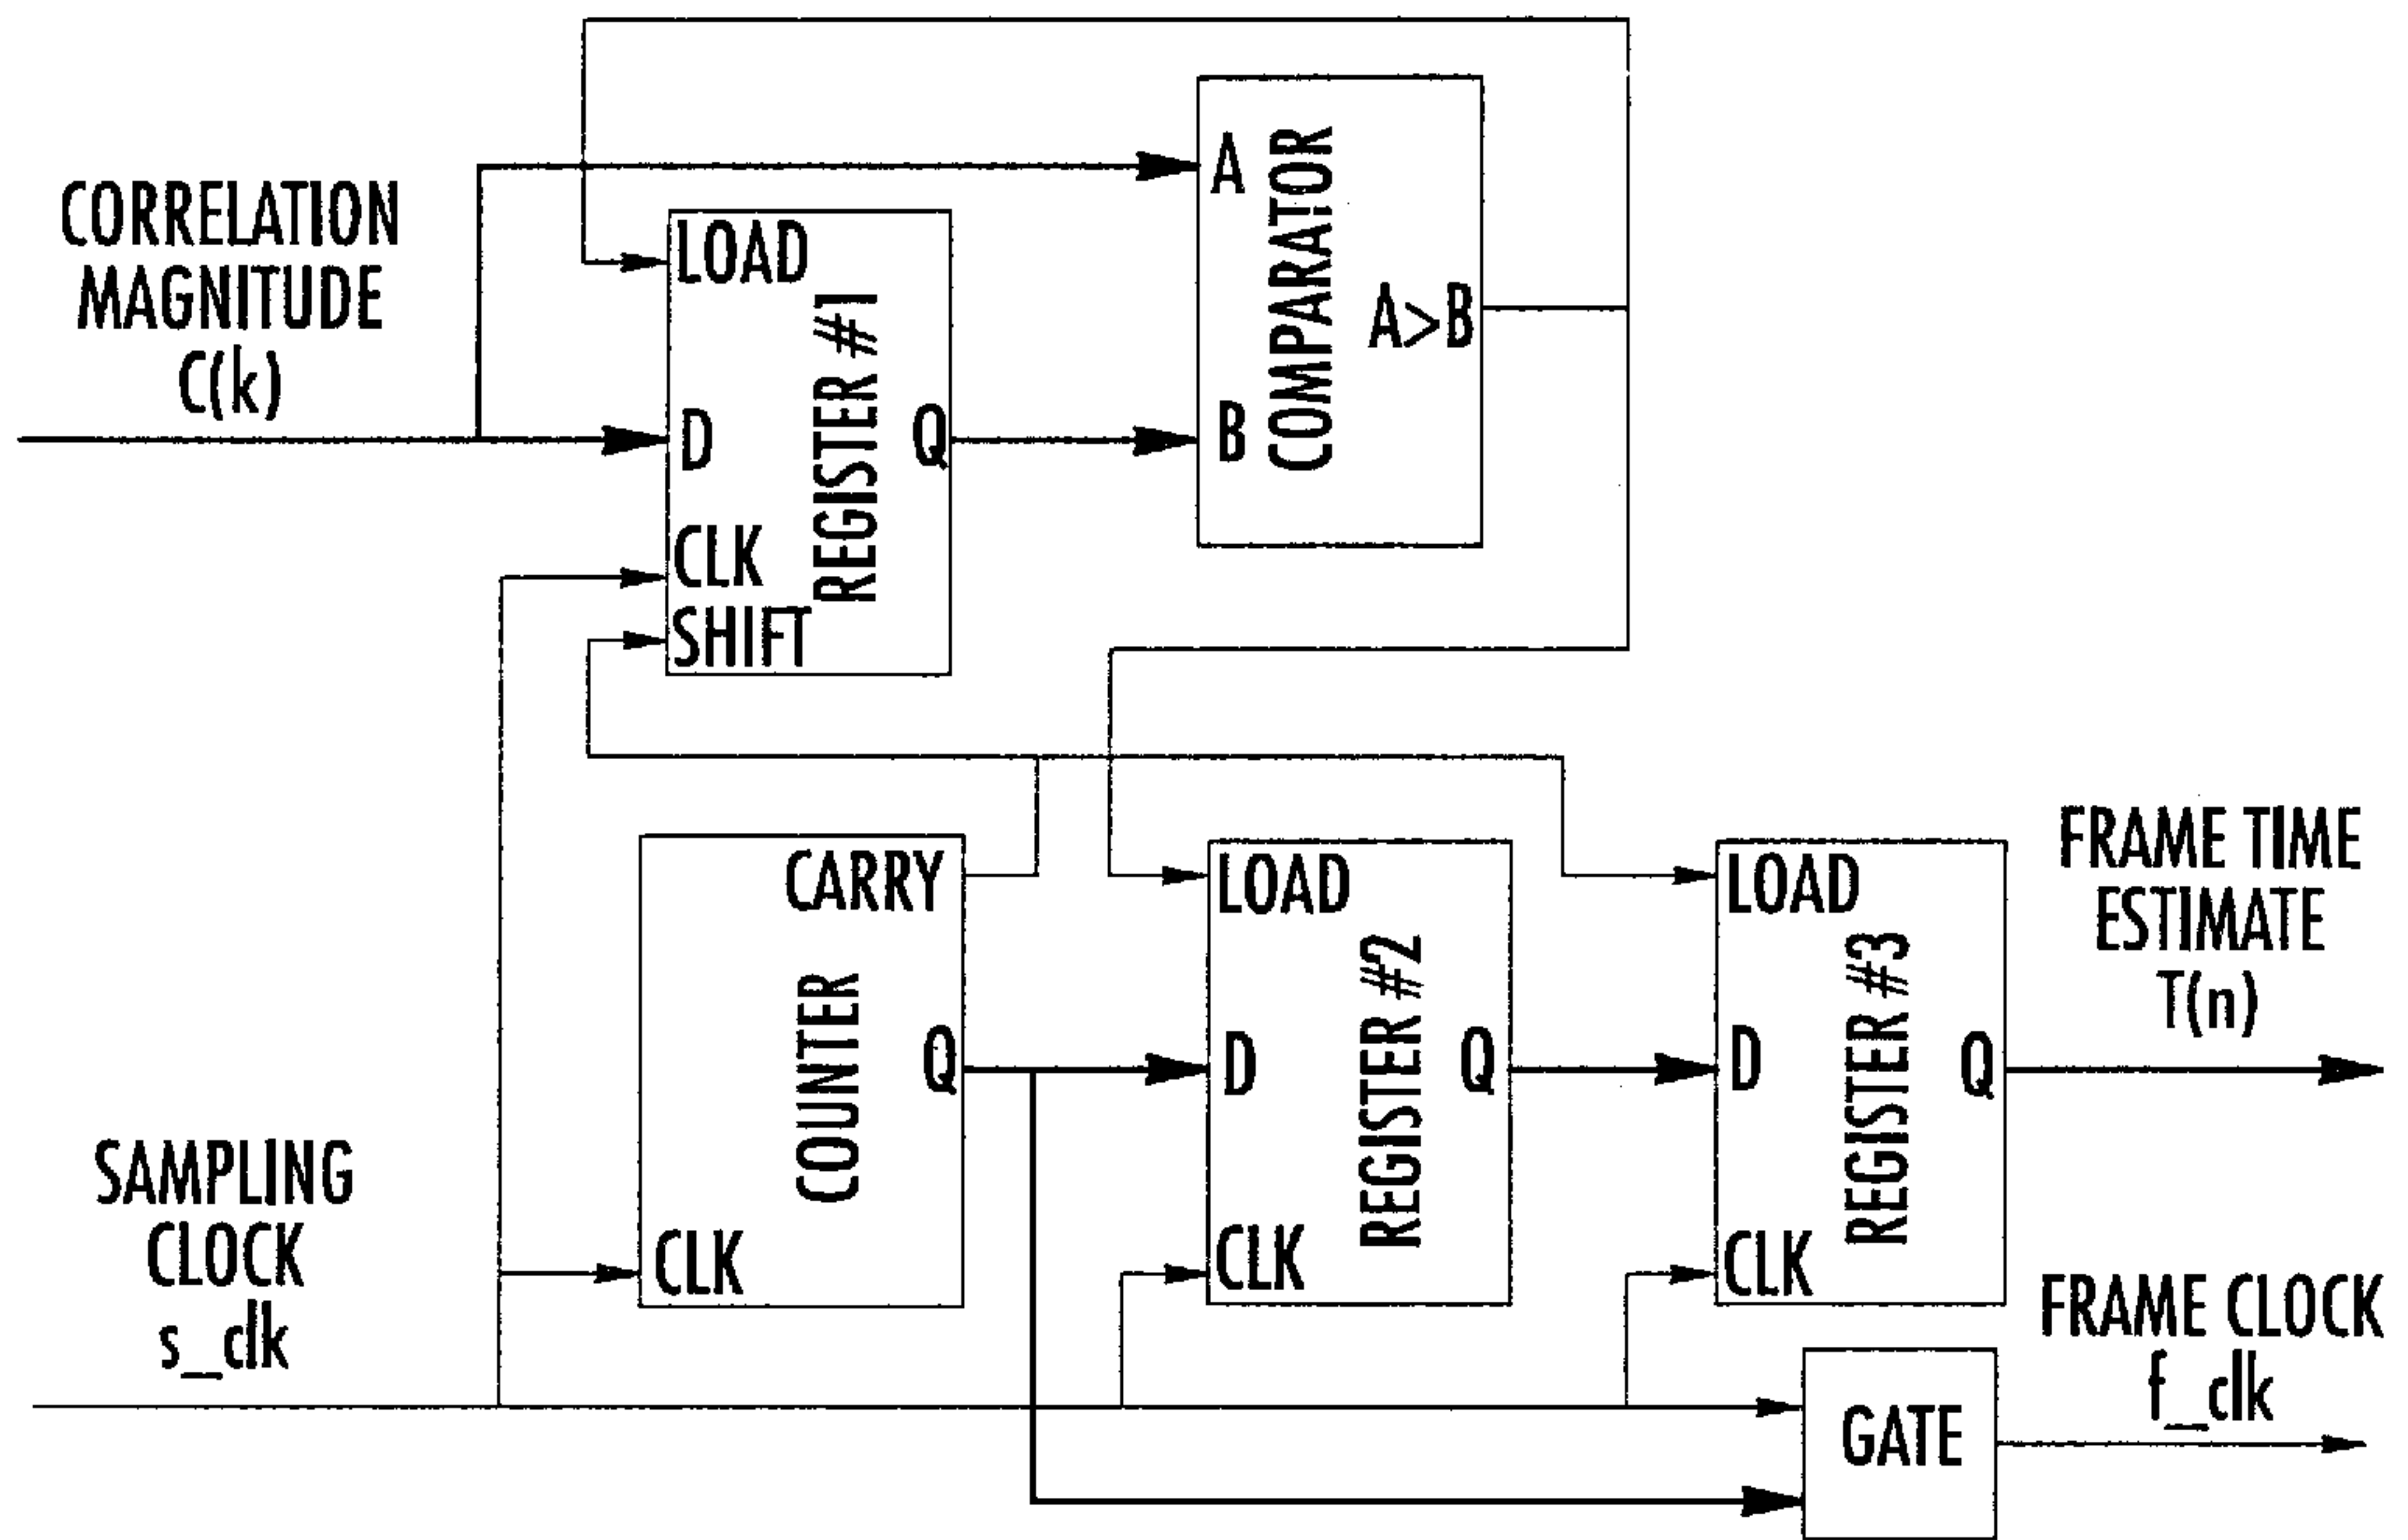 CORRELATION
MAGNITUDE
C(k)
LOAD
D
CLK
SHIFT
REGISTER #1
Q
A
B
COMPARATOR
A>B
CARRY
COUNTER
Q
CLK
LOAD
D
CLK
REGISTER #2
Q
LOAD
D
CLK
REGISTER #3
Q
FRAME TIME
ESTIMATE
T(n)
SAMPLING
CLOCK
s_clk
GATE
FRAME CLOCK
f_clk